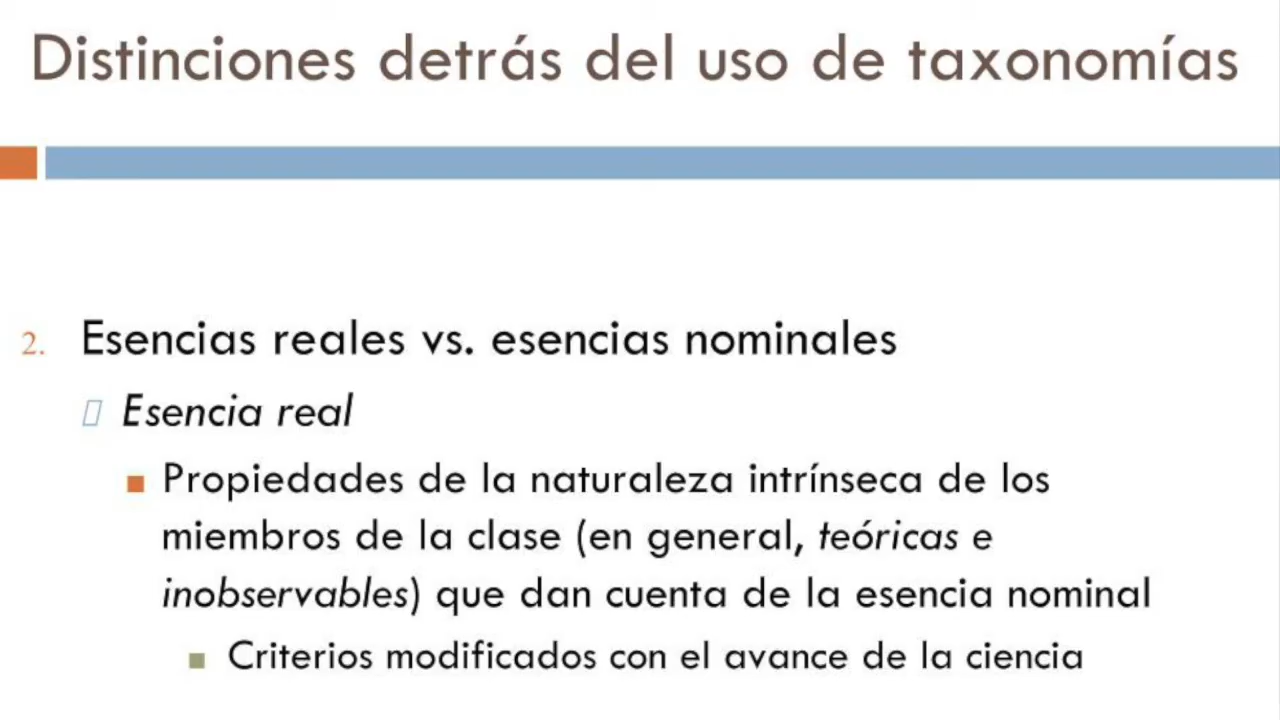 Distinciones detrás del uso de taxonomías
2. Esencias reales vs. esencias nominales
Esencia real
Propiedades de la naturaleza intrínseca de los
miembros de la clase (en general, teóricas e
inobservables) que dan cuenta de la esencia nominal
Criterios modificados con el avance de la ciencia